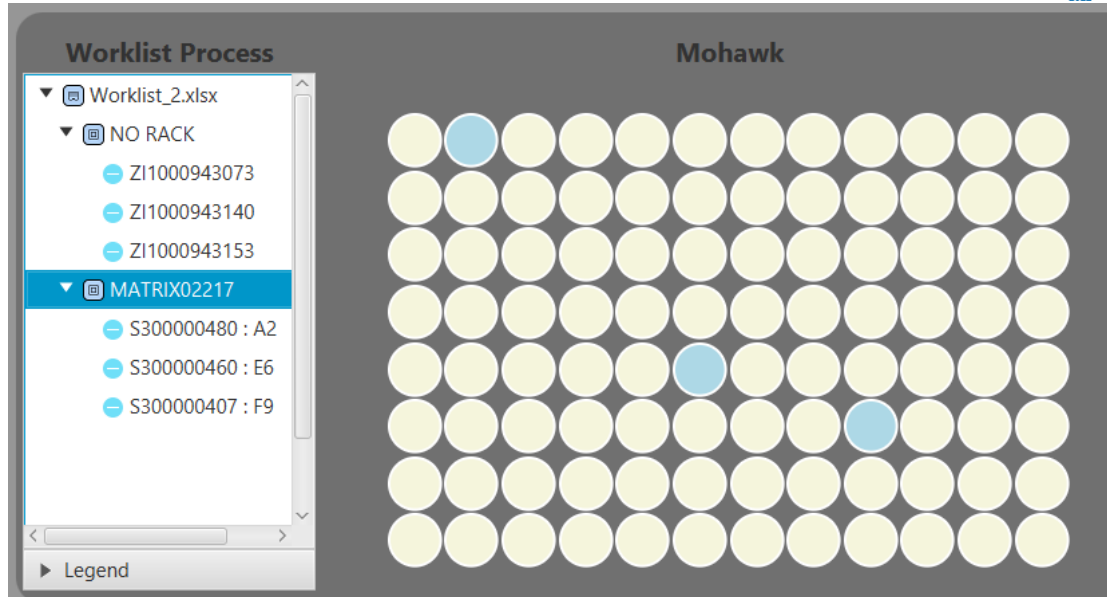 Worklist Process
Mohawk
Worklist_2.xlsx
NO RACK
ZI1000943073
ZI1000943140
ZI1000943153
MATRIX02217
S300000480 : A2
S300000460 : E6
S300000407 : F9
Legend